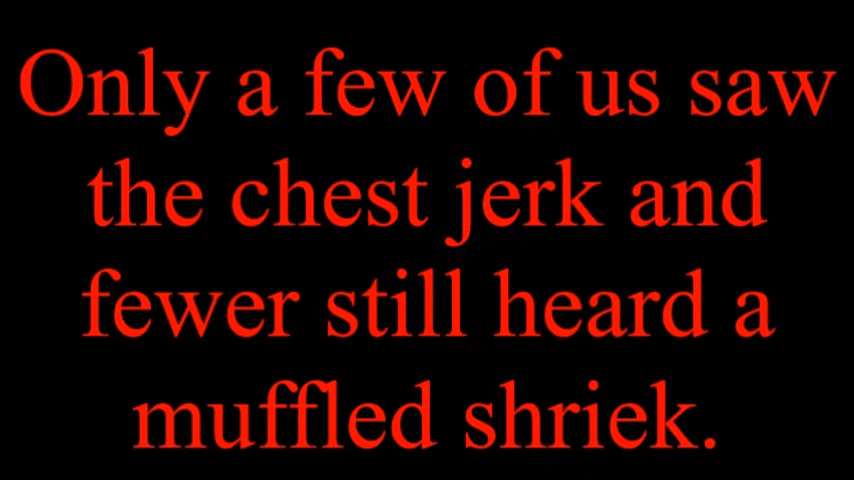 Only a few of us saw
the chest jerk and
fewer still heard a
muffled shriek.